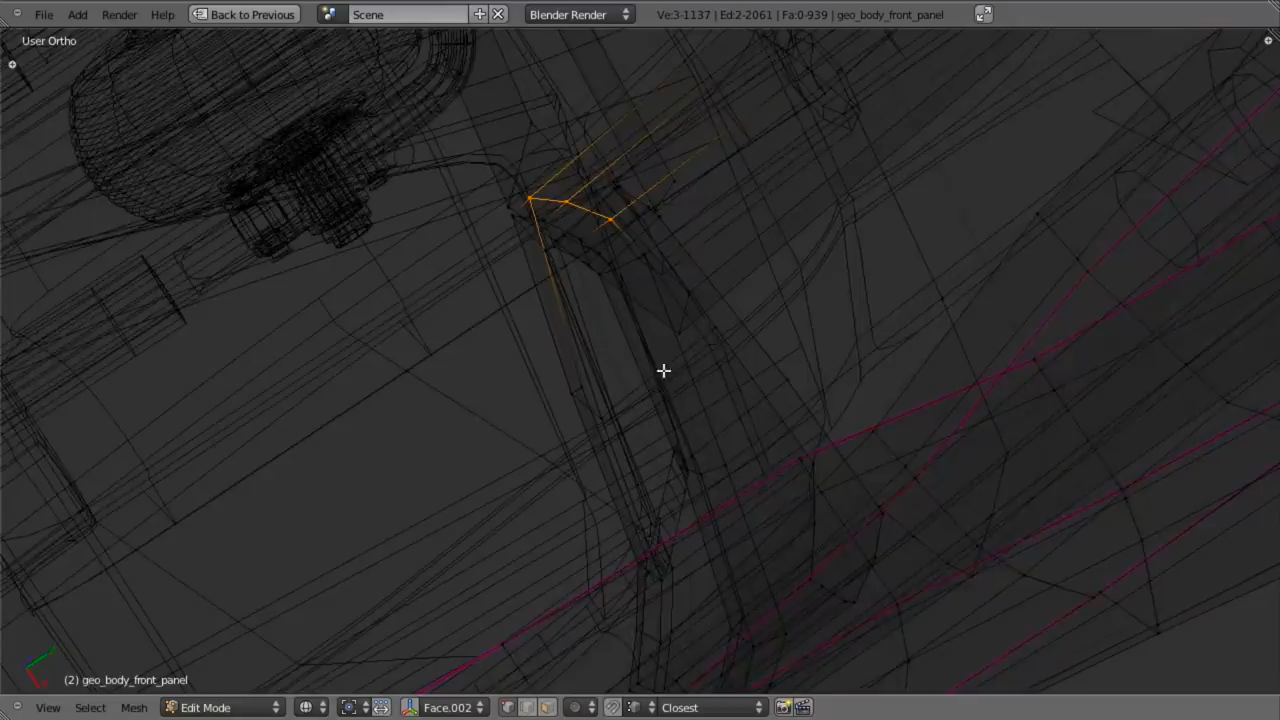 File Add Render Help Back to Previous Scene Blender Render Ve:3-1137 | Ed:2-2061 | Fa:0-939 | geo_body_front_panel
User Ortho
(2) geo_body_front_panel
View Select Mesh Edit Mode Face.002 Closest